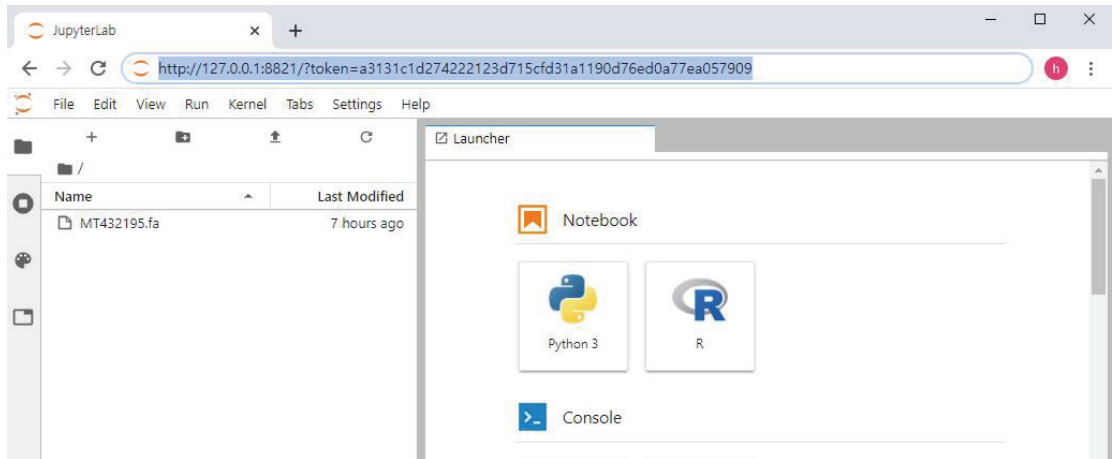 JupyterLab
http://127.0.0.1:8821/?token=a3131c1d274222123d715cfd31a1190d76ed0a77ea057909
h
File Edit View Run Kernel Tabs Settings Help
Launcher
/
Name Last Modified
MT432195.fa 7 hours ago
Notebook
Python 3 R
Console